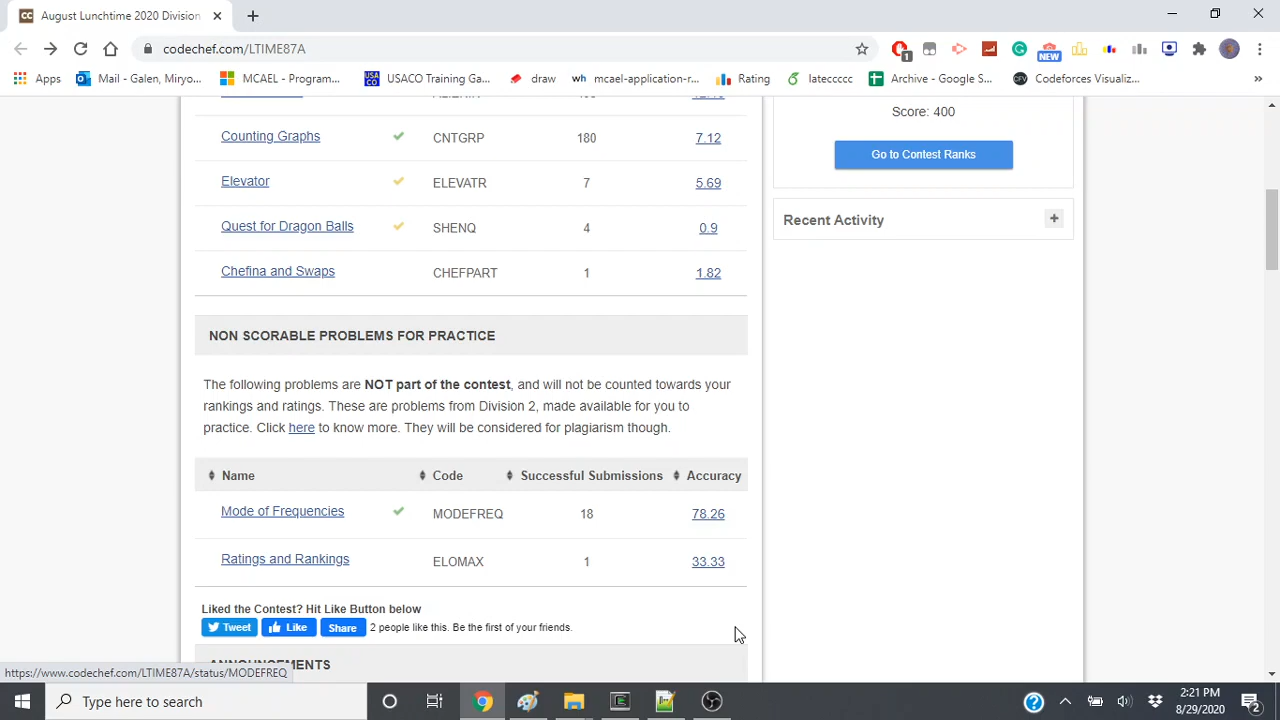 August Lunchtime 2020 Division
codechef.com/LTIME87A
1
NEW
Apps
Mail - Galen, Miryo...
MCAEL - Program...
USACO
USACO Training Ga...
draw
wh mcael-application-r...
Rating
lateccccc
Archive - Google S...
CFV Codeforces Visualiz...
»
Counting Graphs CNTGRP 180 7.12
Elevator ELEVATR 7 5.69
Quest for Dragon Balls SHENQ 4 0.9
Chefina and Swaps CHEFPART 1 1.82
NON SCORABLE PROBLEMS FOR PRACTICE
The following problems are NOT part of the contest, and will not be counted towards your
rankings and ratings. These are problems from Division 2, made available for you to
practice. Click here to know more. They will be considered for plagiarism though.
Name Code Successful Submissions Accuracy
Mode of Frequencies MODEFREQ 18 78.26
Ratings and Rankings ELOMAX 1 33.33
Liked the Contest? Hit Like Button below
Tweet Like Share 2 people like this. Be the first of your friends.
ANNOUNCEMENTS
Score: 400
Go to Contest Ranks
Recent Activity +
https://www.codechef.com/LTIME87A/status/MODEFREQ
Type here to search
2:21 PM
8/29/2020
2